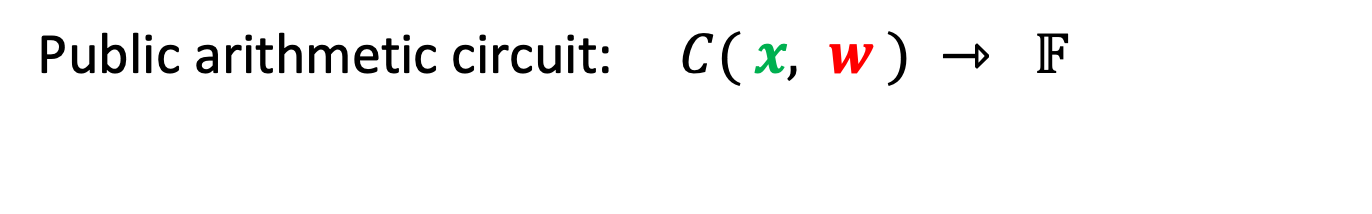 Public arithmetic circuit: C( x, w ) → 𝔽